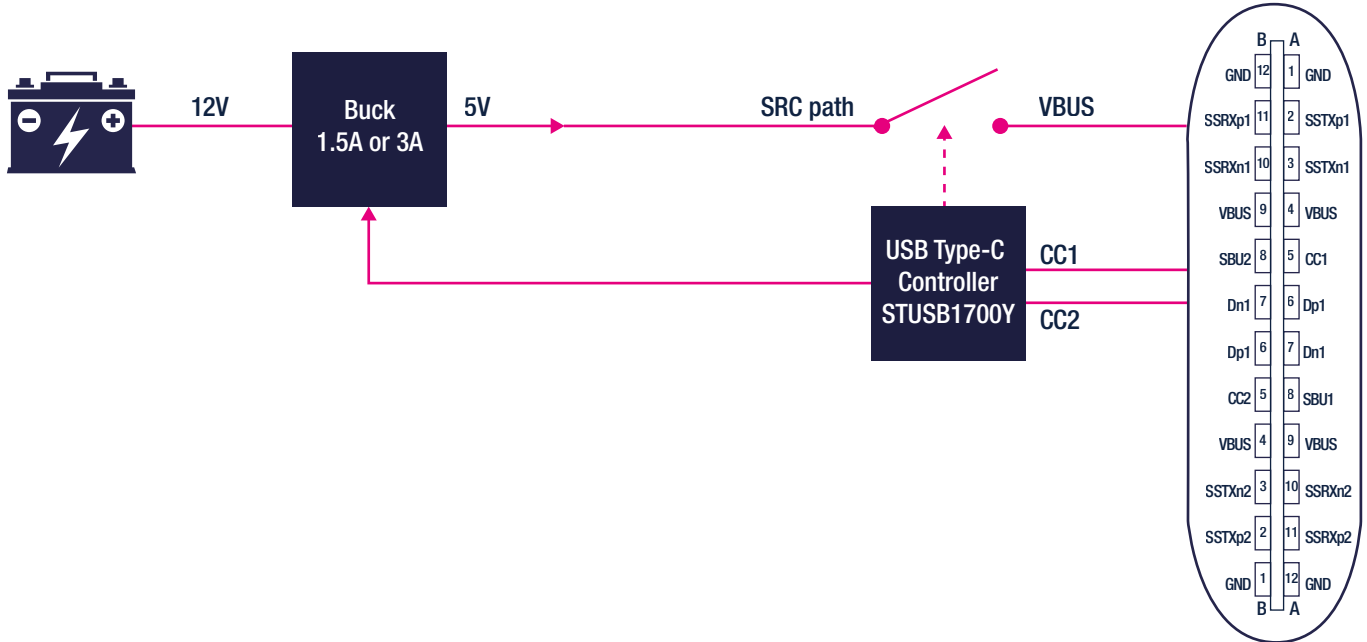 12V
Buck
1.5A or 3A
5V
SRC path
VBUS
USB Type-C
Controller
STUSB1700Y
CC1
CC2
B A
GND 12 1 GND
SSRXp1 11 2 SSTXp1
SSRXn1 10 3 SSTXn1
VBUS 9 4 VBUS
SBU2 8 5 CC1
Dn1 7 6 Dp1
Dp1 6 7 Dn1
CC2 5 8 SBU1
VBUS 4 9 VBUS
SSTXn2 3 10 SSRXn2
SSTXp2 2 11 SSRXp2
GND 1 12 GND
B A